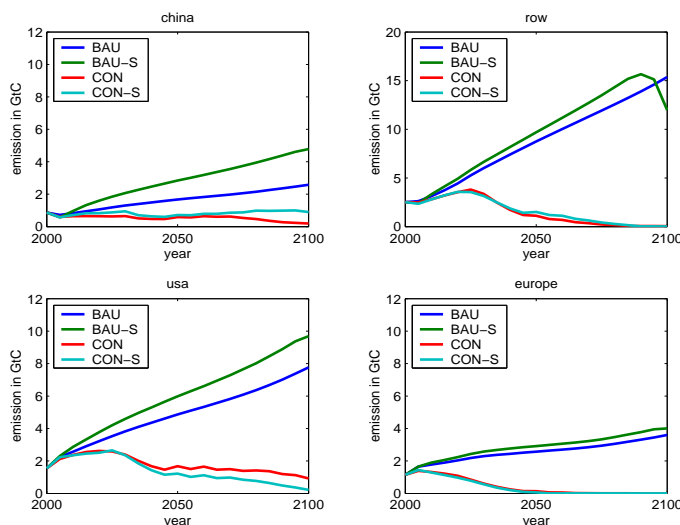 china
12
10
8
6
4
2
0
emission in GtC
BAU
BAU-S
CON
CON-S
2000
2050
2100
year
row
20
15
10
5
0
emission in GtC
BAU
BAU-S
CON
CON-S
2000
2050
2100
year
usa
12
10
8
6
4
2
0
emission in GtC
BAU
BAU-S
CON
CON-S
2000
2050
2100
year
europe
12
10
8
6
4
2
0
emission in GtC
BAU
BAU-S
CON
CON-S
2000
2050
2100
year